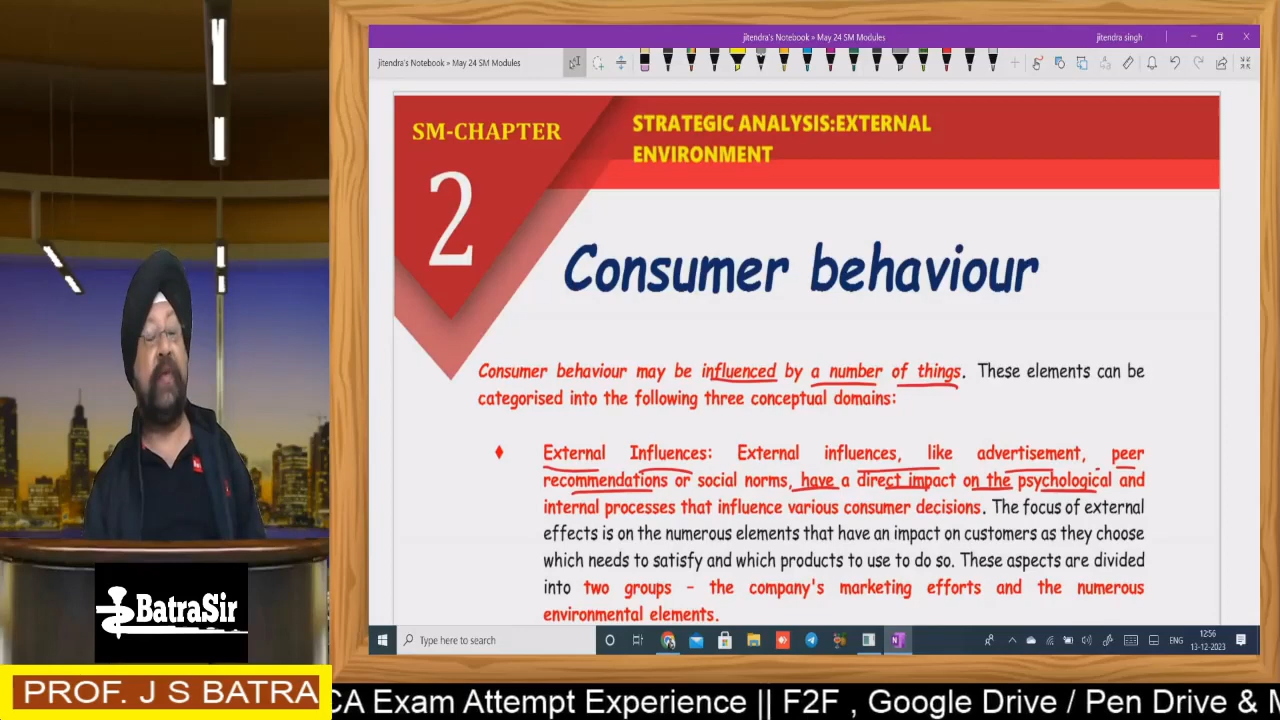 jitendra's Notebook » May 24 SM Modules
jitendra singh
jitendra's Notebook » May 24 SM Modules
SM-CHAPTER
2
STRATEGIC ANALYSIS:EXTERNAL
ENVIRONMENT
Consumer behaviour
Consumer behaviour may be influenced by a number of things. These elements can be
categorised into the following three conceptual domains:
External Influences: External influences, like advertisement, peer
recommendations or social norms, have a direct impact on the psychological and
internal processes that influence various consumer decisions. The focus of external
effects is on the numerous elements that have an impact on customers as they choose
which needs to satisfy and which products to use to do so. These aspects are divided
into two groups – the company's marketing efforts and the numerous
environmental elements.
BatraSir
Type here to search
ENG
12:56
13-12-2023
PROF. J S BATRA
CA Exam Attempt Experience || F2F , Google Drive / Pen Drive & M